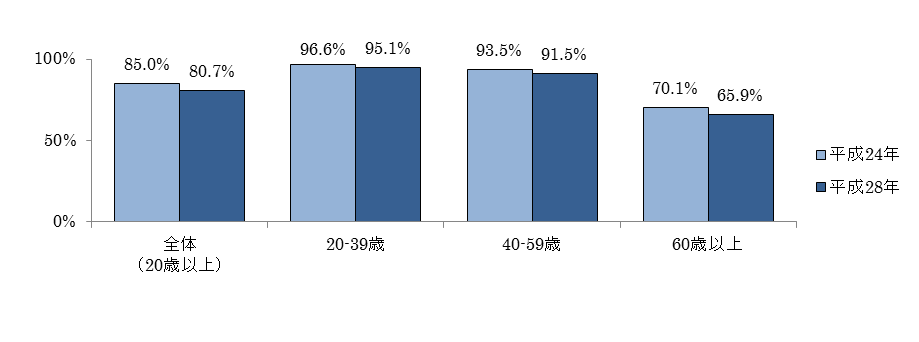 100%
50%
0%
85.0% 80.7%
96.6% 95.1%
93.5% 91.5%
70.1% 65.9%
全体
（20歳以上）
20-39歳
40-59歳
60歳以上
平成24年
平成28年